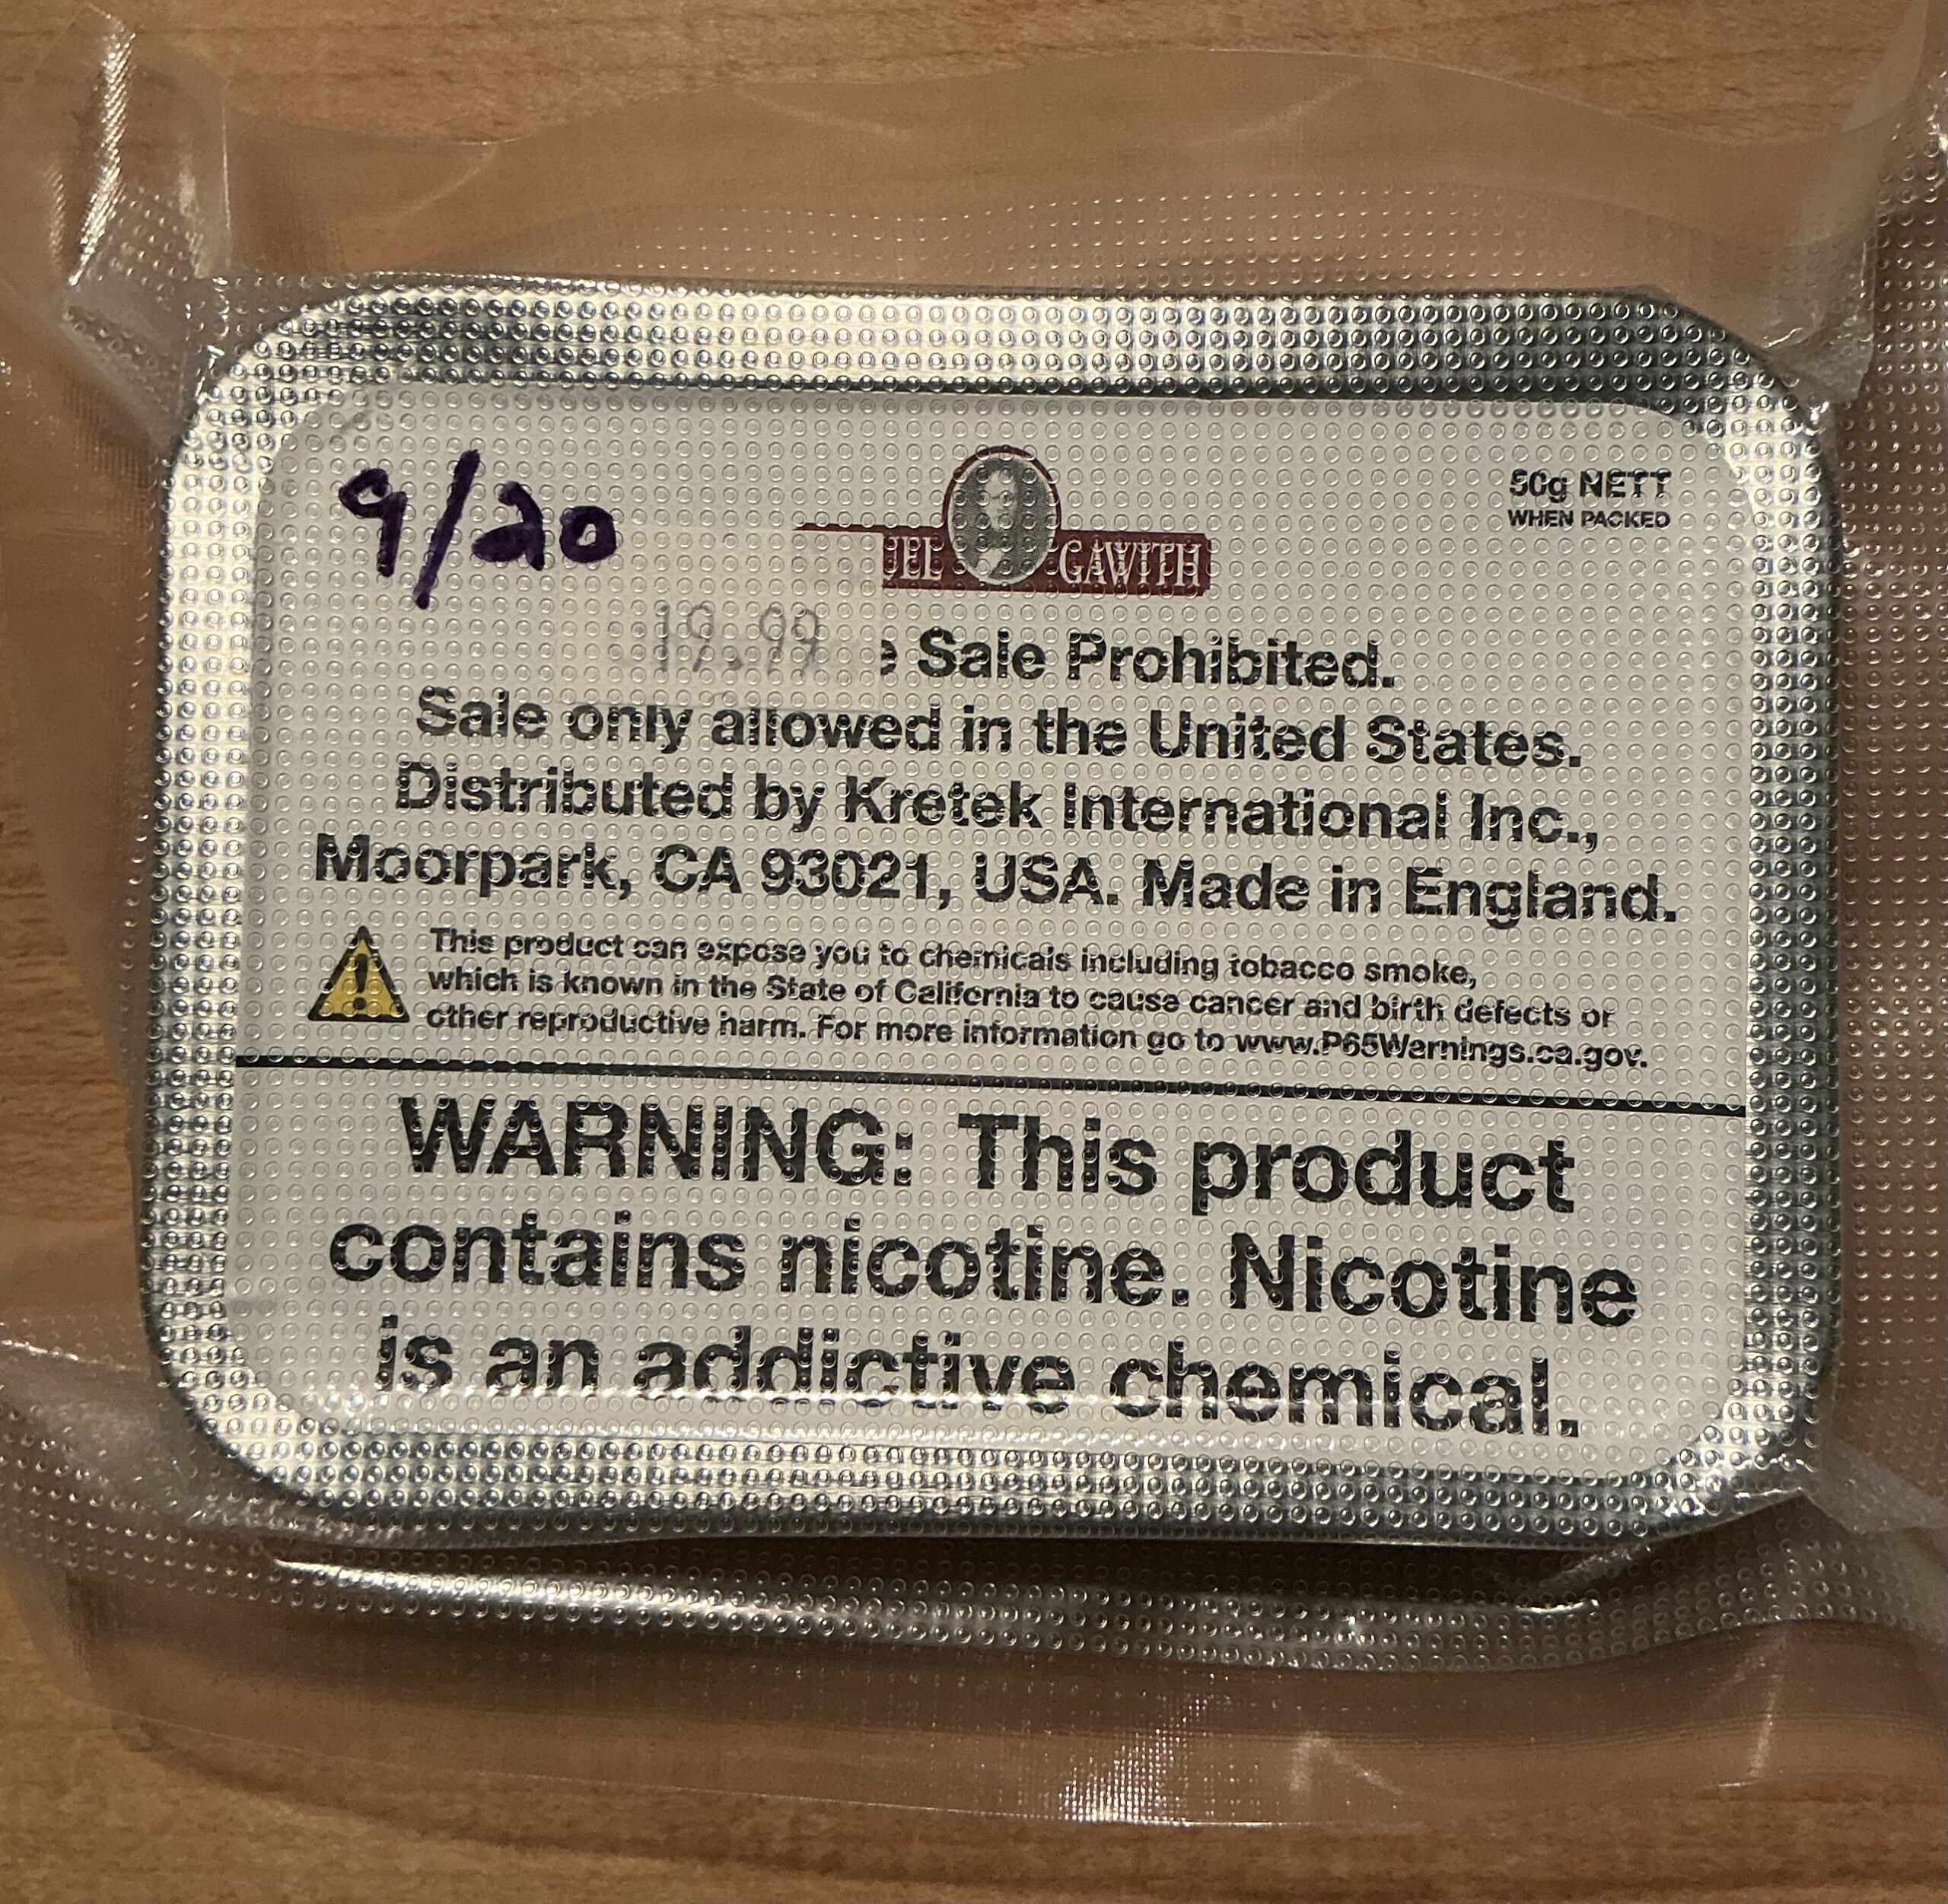 9/20
UEL GAWITH
50g NETT
WHEN PACKED
19.99
Sale Prohibited.
Sale only allowed in the United States.
Distributed by Kretek International Inc.,
Moorpark, CA 93021, USA. Made in England.
This product can expose you to chemicals including tobacco smoke,
which is known in the State of California to cause cancer and birth defects or
other reproductive harm. For more information go to www.P65Warnings.ca.gov.
WARNING: This product
contains nicotine. Nicotine
is an addictive chemical.